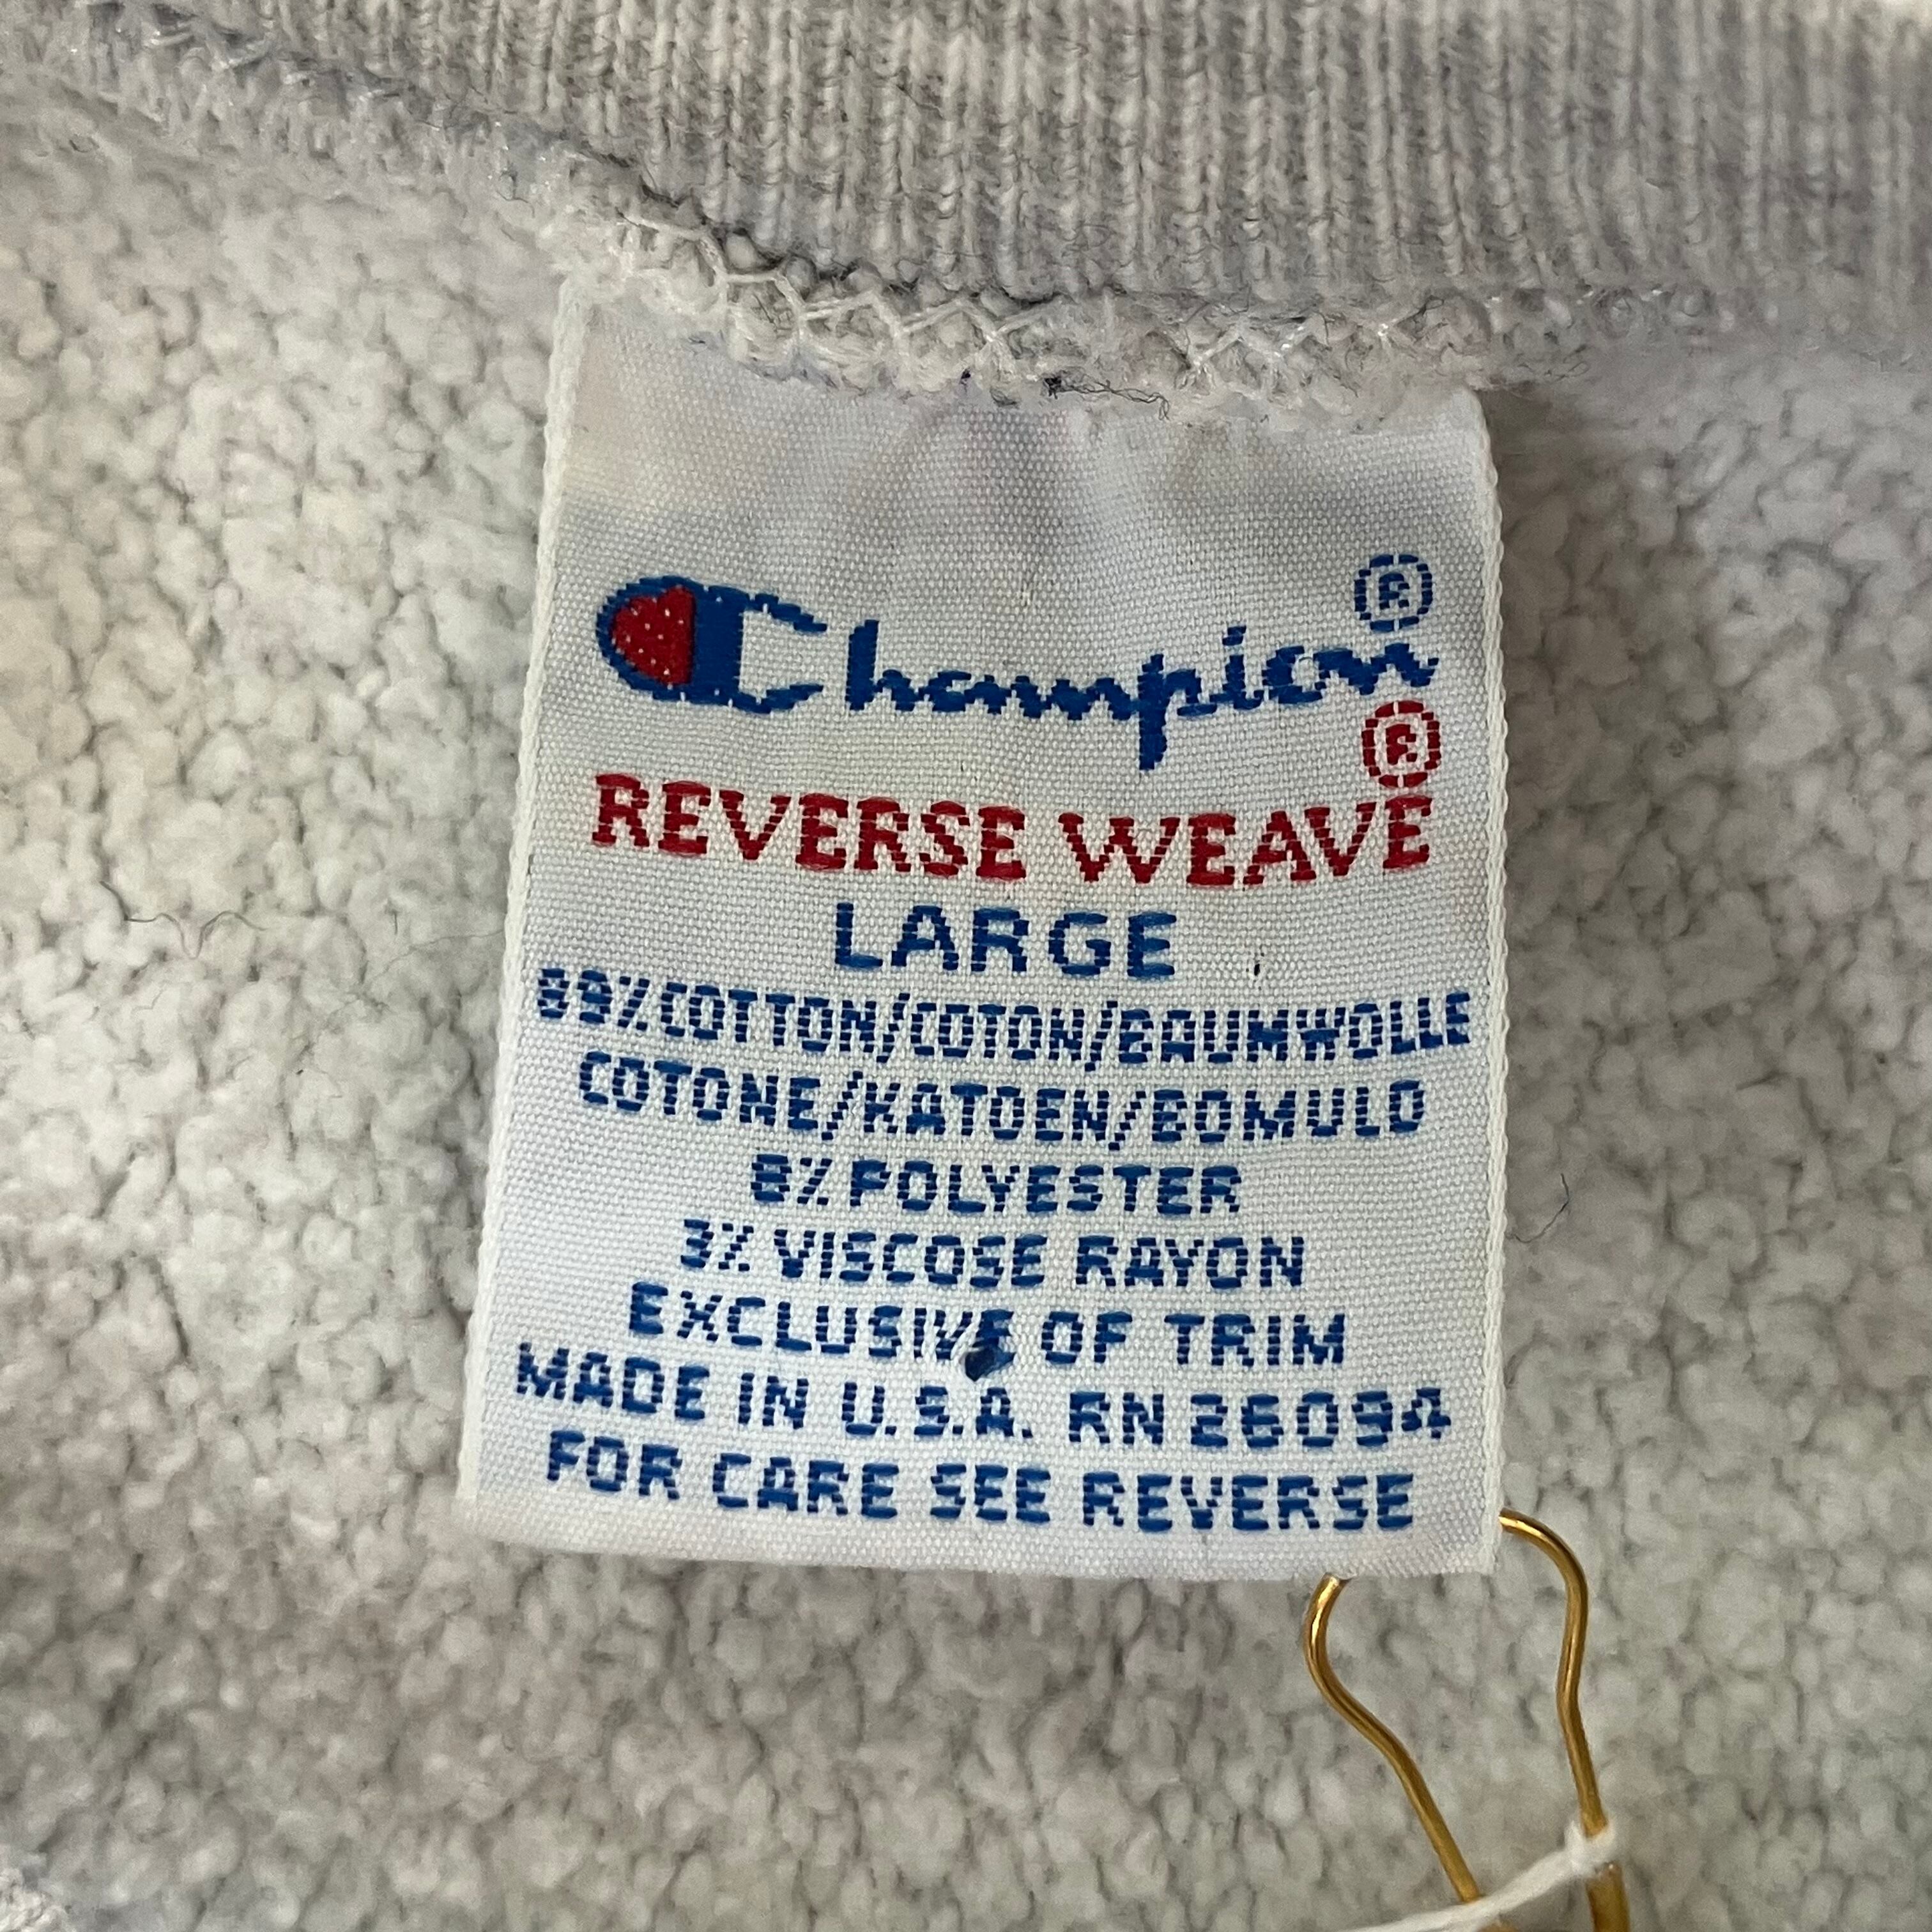 Champion®
REVERSE WEAVE®
LARGE
89% COTTON/COTON/BAUMWOLLE
COTONE/KATOEN/BOMULD
8% POLYESTER
3% VISCOSE RAYON
EXCLUSIVE OF TRIM
MADE IN U.S.A. RN 26094
FOR CARE SEE REVERSE